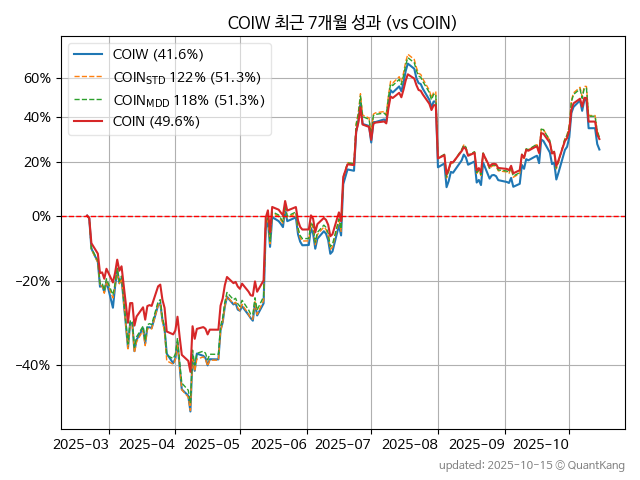 COIW 최근 7개월 성과 (vs COIN)
COIW (41.6%)
COIN_STD 122% (51.3%)
COIN_MDD 118% (51.3%)
COIN (49.6%)
60%
40%
20%
0%
−20%
−40%
2025-03 2025-04 2025-05 2025-06 2025-07 2025-08 2025-09 2025-10
updated: 2025-10-15 © QuantKang